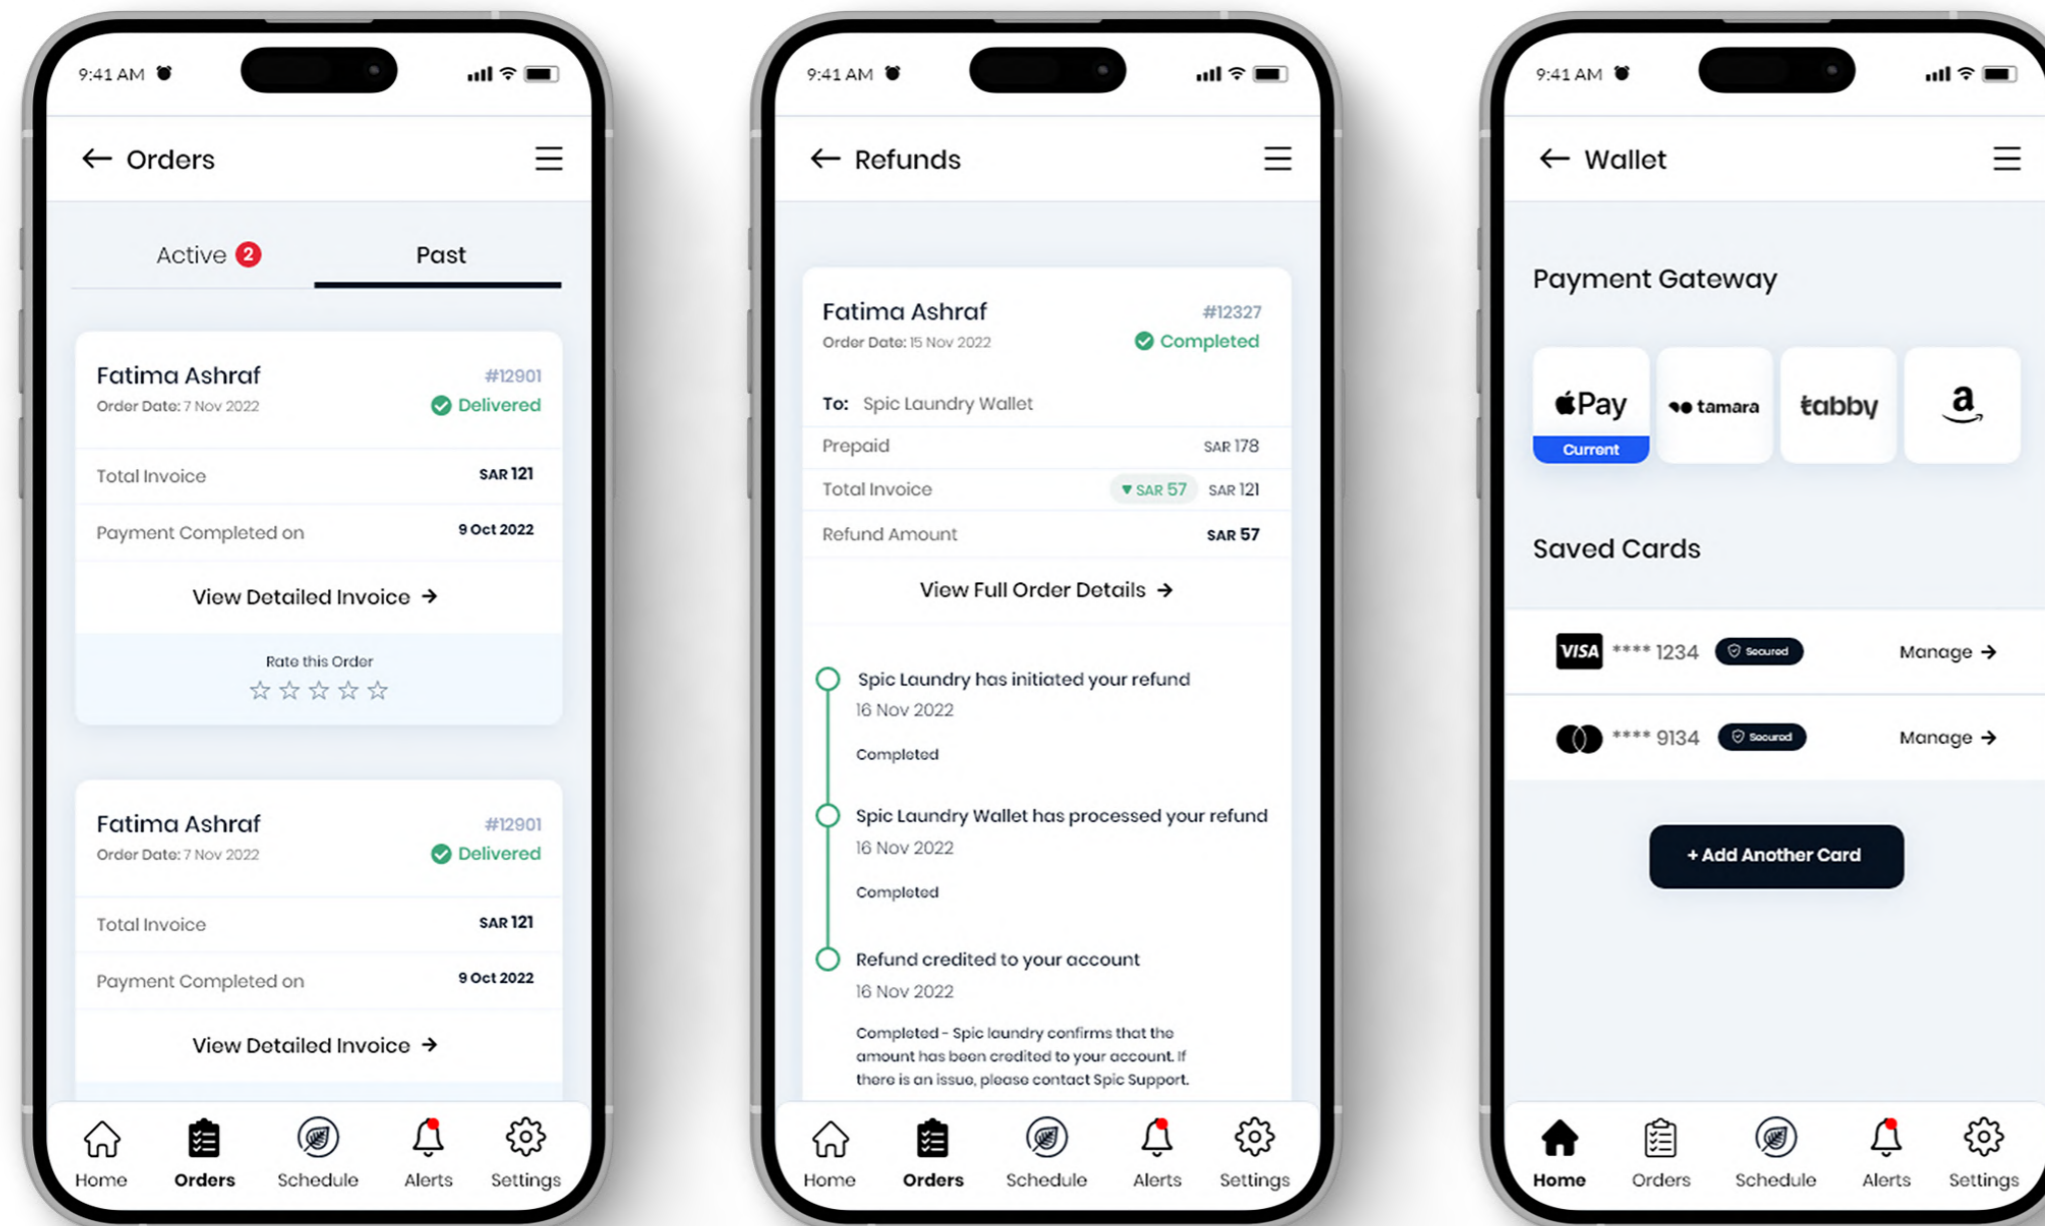 9:41 AM
← Orders
Active 2
Past
Fatima Ashraf
#12901
Order Date: 7 Nov 2022
Delivered
Total Invoice
SAR 121
Payment Completed on
9 Oct 2022
View Detailed Invoice →
Rate this Order
Fatima Ashraf
#12901
Order Date: 7 Nov 2022
Delivered
Total Invoice
SAR 121
Payment Completed on
9 Oct 2022
View Detailed Invoice →
Home
Orders
Schedule
Alerts
Settings
9:41 AM
← Refunds
Fatima Ashraf
#12327
Order Date: 15 Nov 2022
Completed
To: Spic Laundry Wallet
Prepaid
SAR 178
Total Invoice
▼ SAR 57
SAR 121
Refund Amount
SAR 57
View Full Order Details →
Spic Laundry has initiated your refund
16 Nov 2022
Completed
Spic Laundry Wallet has processed your refund
16 Nov 2022
Completed
Refund credited to your account
16 Nov 2022
Completed - Spic laundry confirms that the
amount has been credited to your account. If
there is an issue, please contact Spic Support.
Home
Orders
Schedule
Alerts
Settings
9:41 AM
← Wallet
Payment Gateway
Pay
Current
tamara
tabby
a
Saved Cards
VISA **** 1234
Secured
Manage →
**** 9134
Secured
Manage →
+ Add Another Card
Home
Orders
Schedule
Alerts
Settings